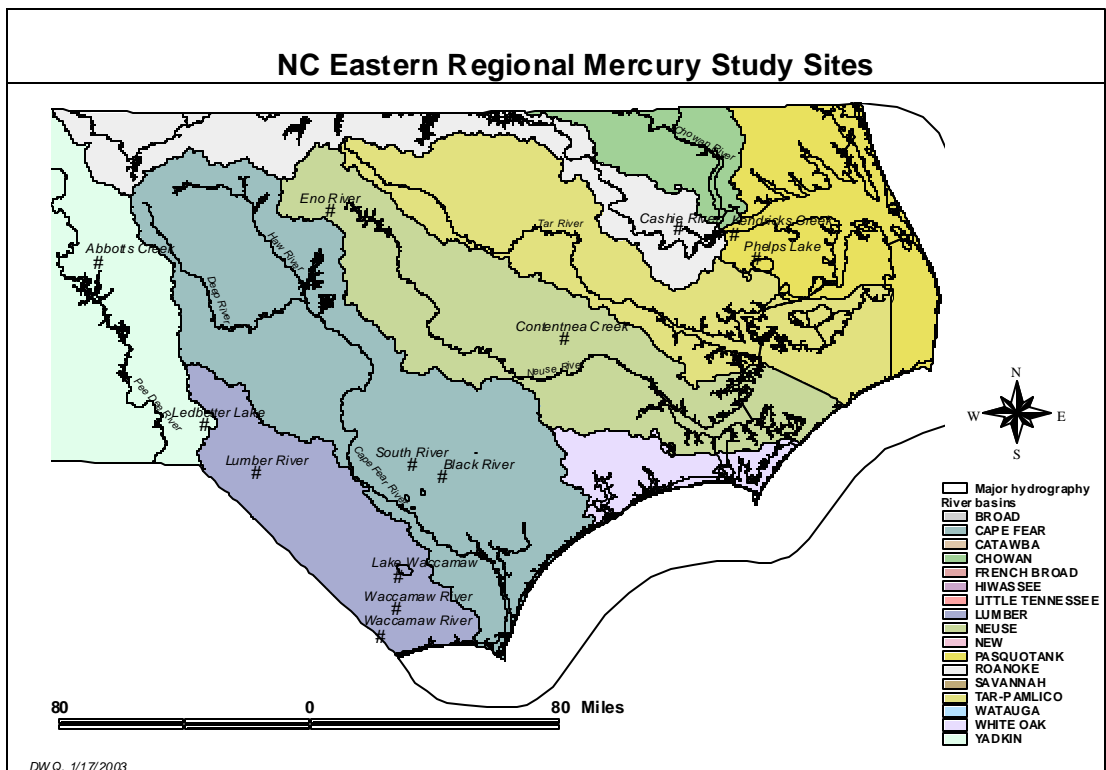 NC Eastern Regional Mercury Study Sites
Chowan River
Eno River
#
Tar River
Cashie River
#
Kendricks Creek
#
Phelps Lake
#
Abbotts Creek
#
Haw River
Deep River
Contentnea Creek
#
Neuse River
Pee Dee River
Ledbetter Lake
#
Lumber River
#
South River
#
Black River
#
Cape Fear River
Lake Waccamaw
#
Waccamaw River
#
Waccamaw River
#
N
W
E
S
Major hydrography
River basins
BROAD
CAPE FEAR
CATAWBA
CHOWAN
FRENCH BROAD
HIWASSEE
LITTLE TENNESSEE
LUMBER
NEUSE
NEW
PASQUOTANK
ROANOKE
SAVANNAH
TAR-PAMLICO
WATAUGA
WHITE OAK
YADKIN
80 0 80 Miles
DWQ, 1/17/2003